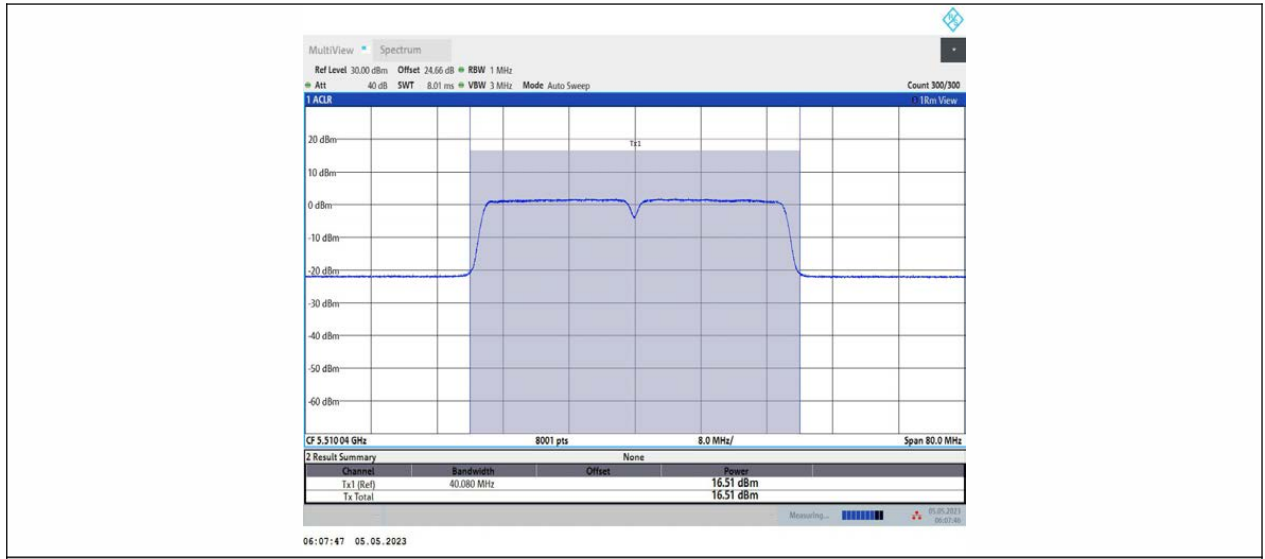 MultiView Spectrum
Ref Level 30.00 dBm Offset 24.66 dB RBW 1 MHz
Att 40 dB SWT 8.01 ms VBW 3 MHz Mode Auto Sweep Count 300/300
1 ACLR 1Rm View
Tx1
20 dBm
10 dBm
0 dBm
-10 dBm
-20 dBm
-30 dBm
-40 dBm
-50 dBm
-60 dBm
CF 5.510 04 GHz 8001 pts 8.0 MHz/ Span 80.0 MHz
2 Result Summary None
Channel Bandwidth Offset Power
Tx1 (Ref) 40.080 MHz 16.51 dBm
Tx Total 16.51 dBm
Measuring... 05.05.2023
06:07:46
06:07:47 05.05.2023